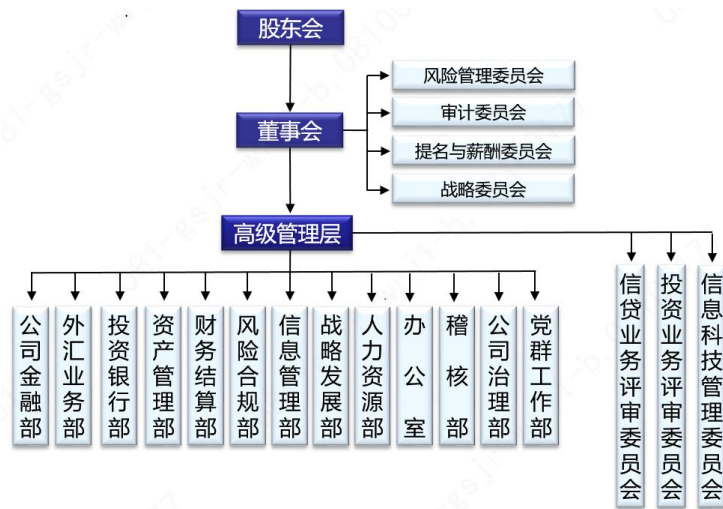 股东会
董事会
风险管理委员会
审计委员会
提名与薪酬委员会
战略委员会
高级管理层
公司金融部
外汇业务部
投资银行部
资产管理部
财务结算部
风险合规部
信息管理部
战略发展部
人力资源部
办公室
稽核部
公司治理部
党群工作部
信贷业务评审委员会
投资业务评审委员会
信息科技管理委员会